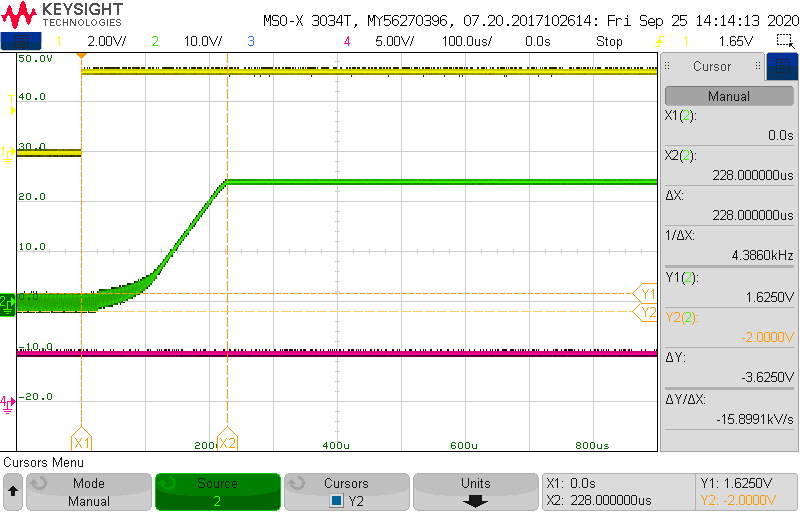 KEYSIGHT
TECHNOLOGIES
MSO-X 3034T, MY56270396, 07.20.2017102614: Fri Sep 25 14:14:13 2020
1 2.00V/ 2 10.0V/ 3 4 5.00V/ 100.0us/ 0.0s Stop 1 1.65V
50.0V
40.0
30.0
20.0
10.0
0.0
-10.0
-20.0
1
2
4
T
Y1
Y2
X1
X2
200u
400u
600u
800us
Cursor
Manual
X1(2):
0.0s
X2(2):
228.000000us
ΔX:
228.000000us
1/ΔX:
4.3860kHz
Y1(2):
1.6250V
Y2(2):
-2.0000V
ΔY:
-3.6250V
ΔY/ΔX:
-15.8991kV/s
Cursors Menu
Mode
Manual
Source
2
Cursors
Y2
Units
X1: 0.0s
X2: 228.000000us
Y1: 1.6250V
Y2: -2.0000V